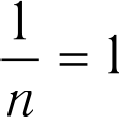 1/n = 1